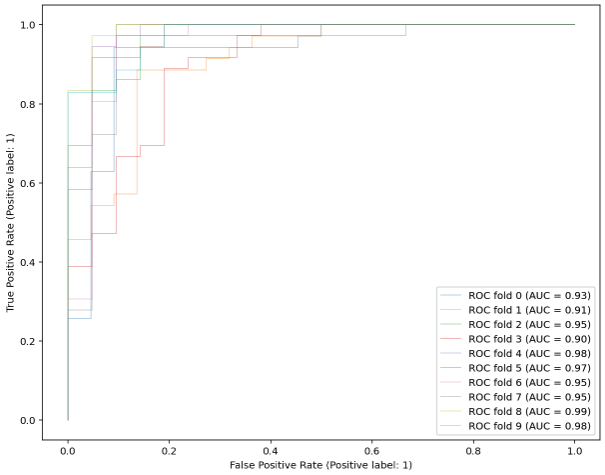 1.0
0.8
0.6
0.4
0.2
0.0
True Positive Rate (Positive label: 1)
ROC fold 0 (AUC = 0.93)
ROC fold 1 (AUC = 0.91)
ROC fold 2 (AUC = 0.95)
ROC fold 3 (AUC = 0.90)
ROC fold 4 (AUC = 0.98)
ROC fold 5 (AUC = 0.97)
ROC fold 6 (AUC = 0.95)
ROC fold 7 (AUC = 0.95)
ROC fold 8 (AUC = 0.99)
ROC fold 9 (AUC = 0.98)
0.0 0.2 0.4 0.6 0.8 1.0
False Positive Rate (Positive label: 1)